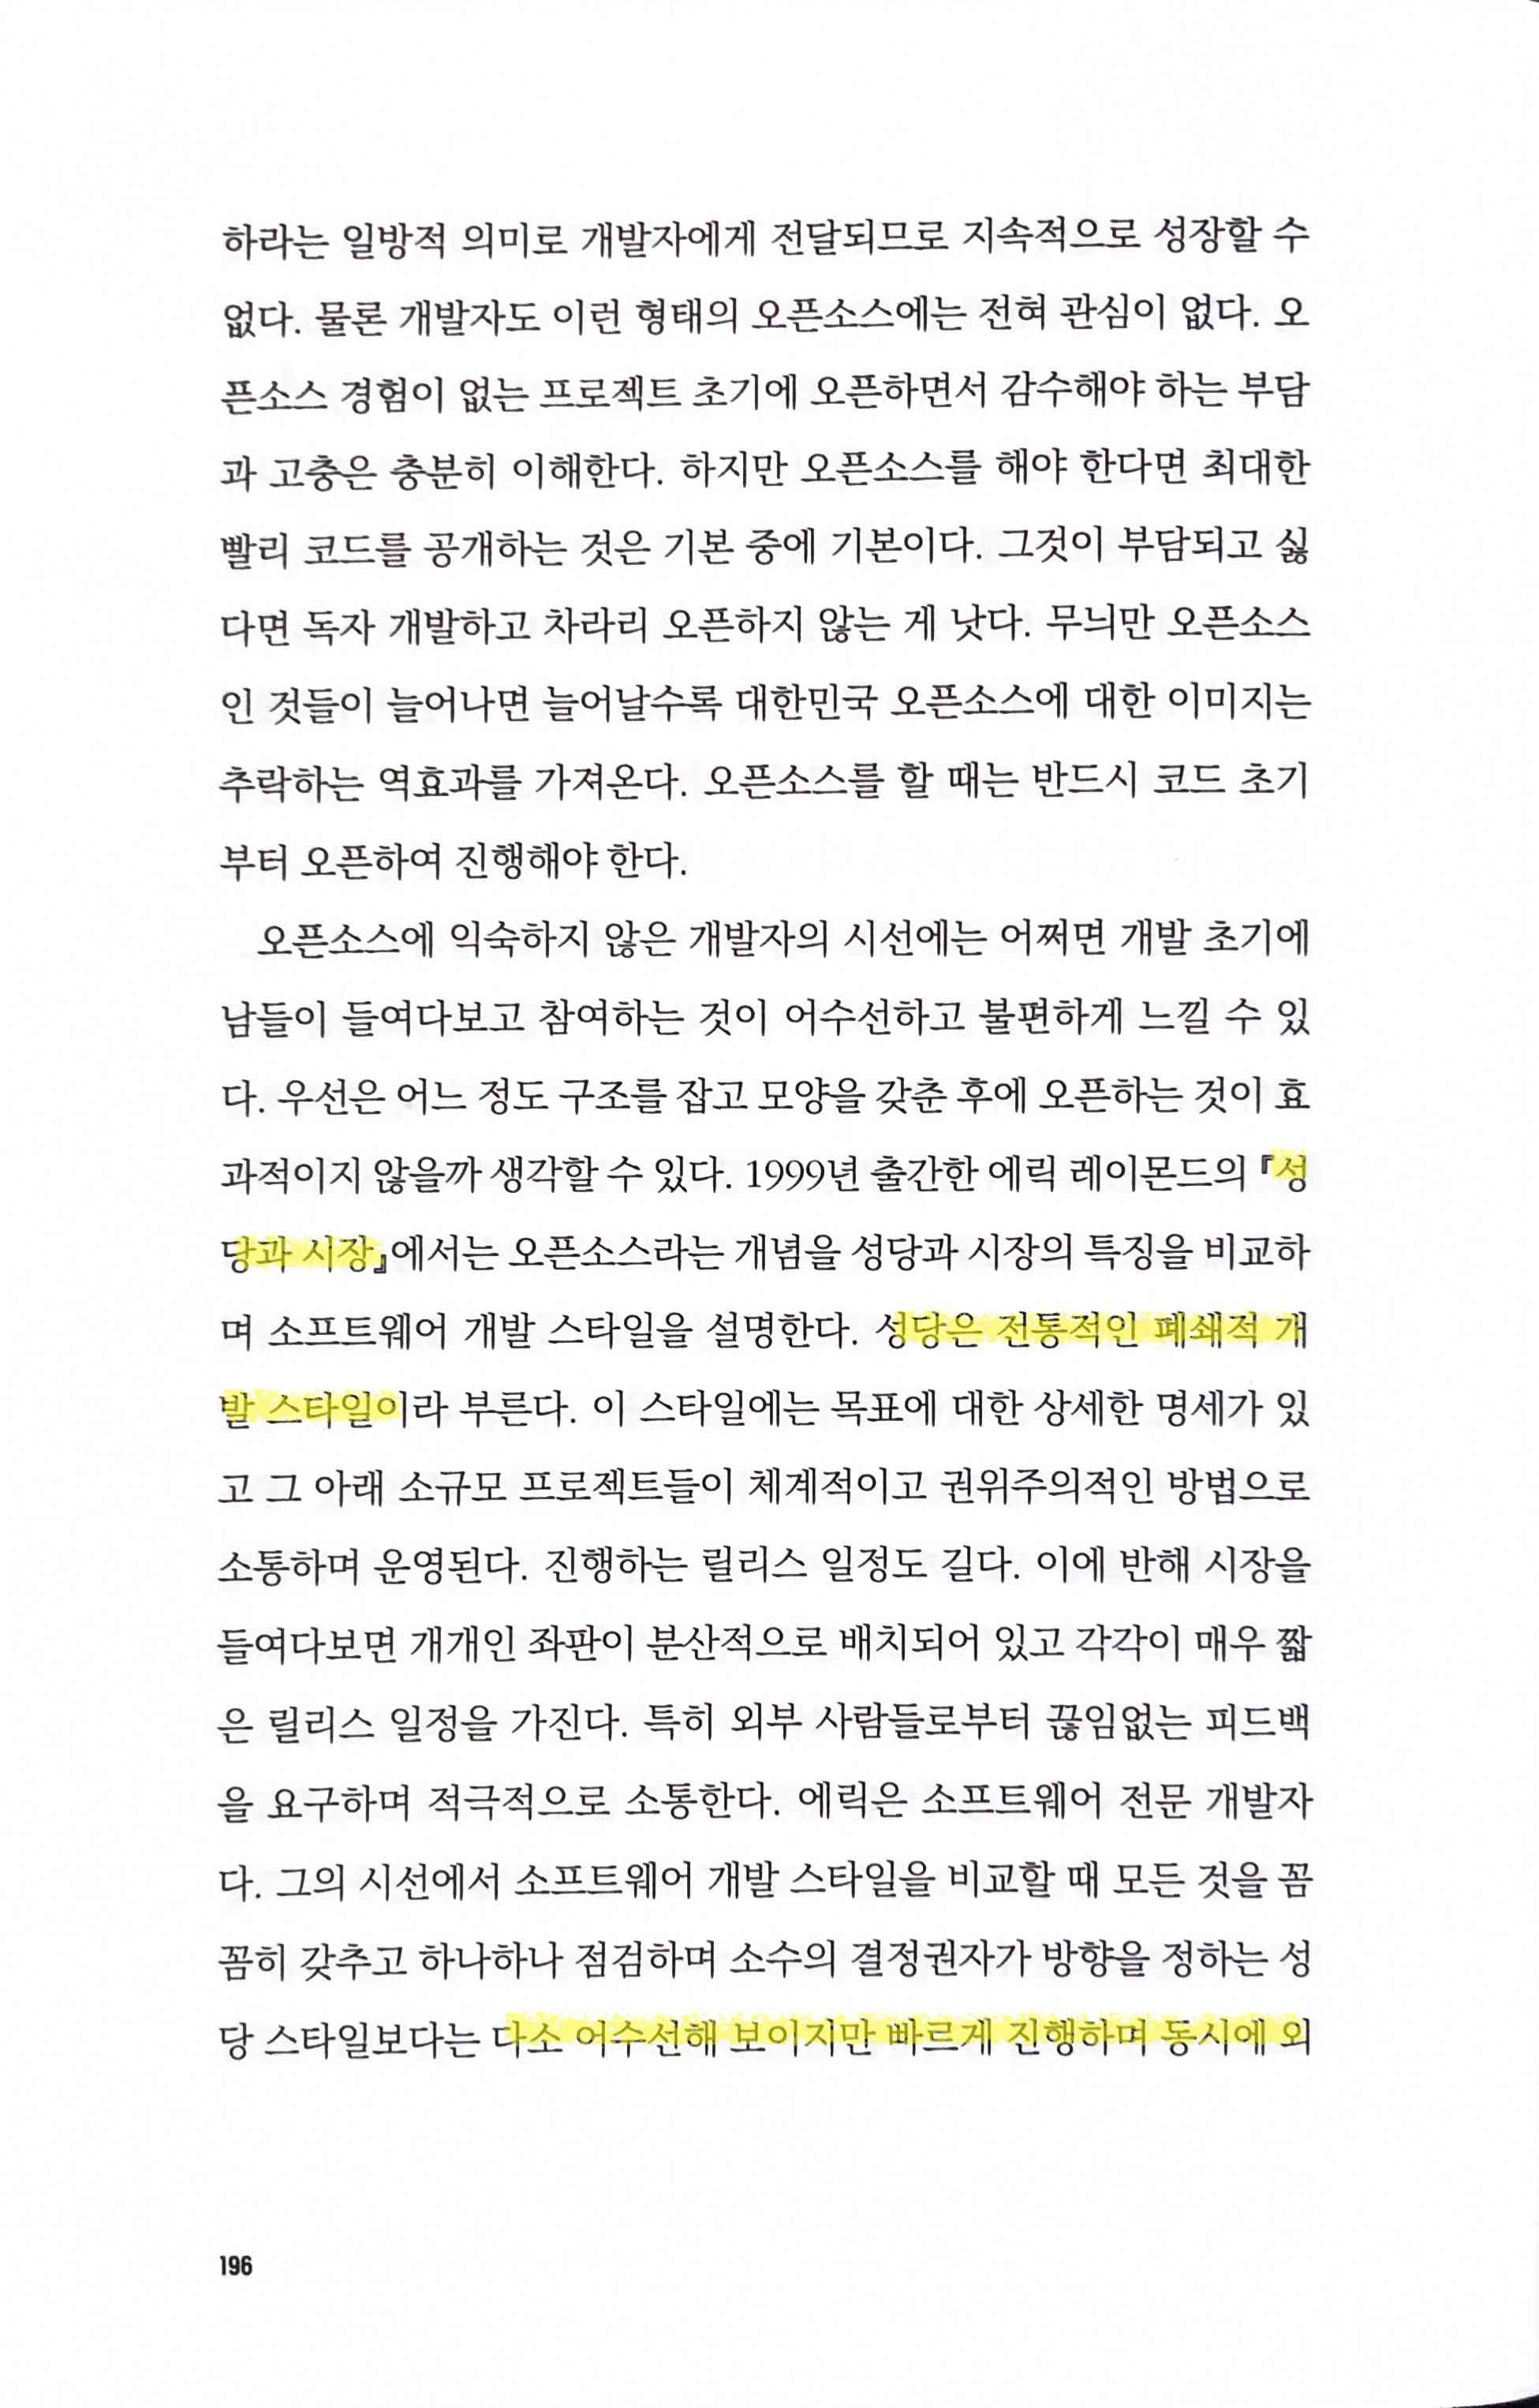 하라는 일방적 의미로 개발자에게 전달되므로 지속적으로 성장할 수
없다. 물론 개발자도 이런 형태의 오픈소스에는 전혀 관심이 없다. 오
픈소스 경험이 없는 프로젝트 초기에 오픈하면서 감수해야 하는 부담
과 고충은 충분히 이해한다. 하지만 오픈소스를 해야 한다면 최대한
빨리 코드를 공개하는 것은 기본 중에 기본이다. 그것이 부담되고 싫
다면 독자 개발하고 차라리 오픈하지 않는 게 낫다. 무늬만 오픈소스
인 것들이 늘어나면 늘어날수록 대한민국 오픈소스에 대한 이미지는
추락하는 역효과를 가져온다. 오픈소스를 할 때는 반드시 코드 초기
부터 오픈하여 진행해야 한다.
오픈소스에 익숙하지 않은 개발자의 시선에는 어쩌면 개발 초기에
남들이 들여다보고 참여하는 것이 어수선하고 불편하게 느낄 수 있
다. 우선은 어느 정도 구조를 잡고 모양을 갖춘 후에 오픈하는 것이 효
과적이지 않을까 생각할 수 있다. 1999년 출간한 에릭 레이몬드의 『성
당과 시장』에서는 오픈소스라는 개념을 성당과 시장의 특징을 비교하
며 소프트웨어 개발 스타일을 설명한다. 성당은 전통적인 폐쇄적 개
발 스타일이라 부른다. 이 스타일에는 목표에 대한 상세한 명세가 있
고 그 아래 소규모 프로젝트들이 체계적이고 권위주의적인 방법으로
소통하며 운영된다. 진행하는 릴리스 일정도 길다. 이에 반해 시장을
들여다보면 개개인 좌판이 분산적으로 배치되어 있고 각각이 매우 짧
은 릴리스 일정을 가진다. 특히 외부 사람들로부터 끊임없는 피드백
을 요구하며 적극적으로 소통한다. 에릭은 소프트웨어 전문 개발자
다. 그의 시선에서 소프트웨어 개발 스타일을 비교할 때 모든 것을 꼼
꼼히 갖추고 하나하나 점검하며 소수의 결정권자가 방향을 정하는 성
당 스타일보다는 다소 어수선해 보이지만 빠르게 진행하며 동시에 외
196